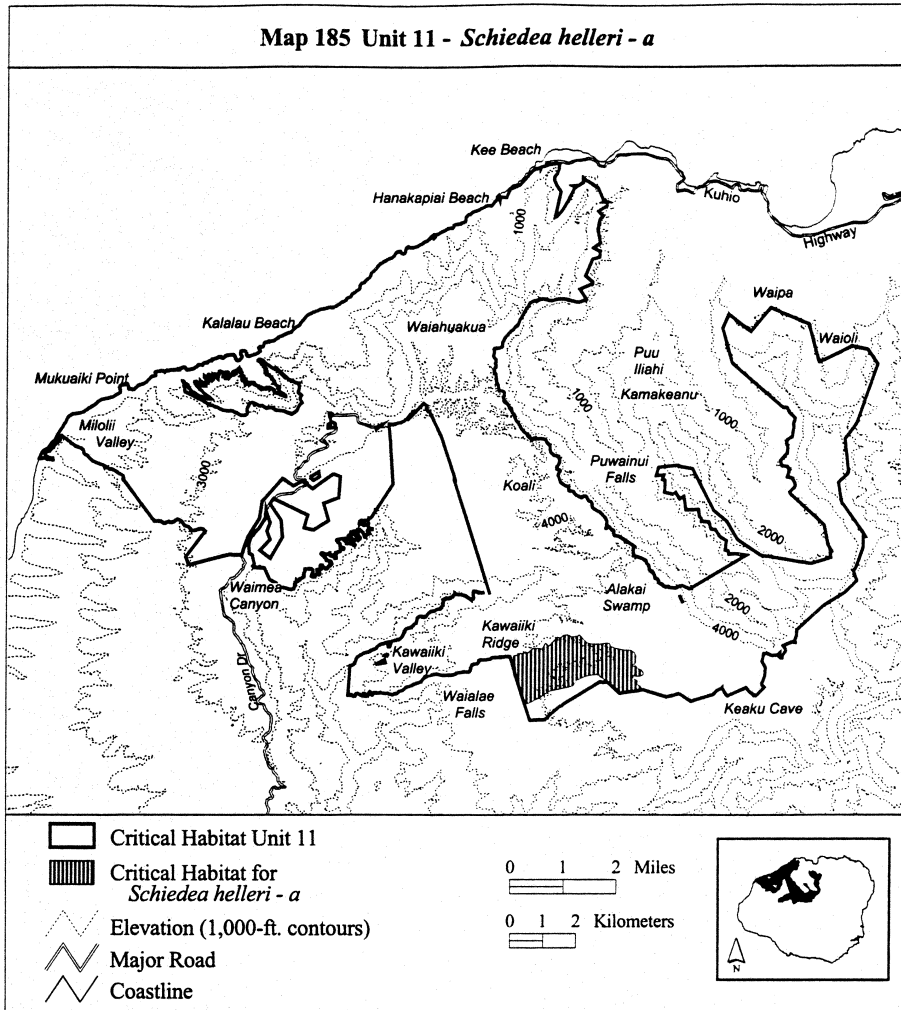 Map 185 Unit 11 - Schiedea helleri - a
Kee Beach
Hanakapiai Beach
Kuhio
Highway
1000
Waipa
Kalalau Beach
Waiahuakua
Waioli
Puu
Iliahi
Mukuaiki Point
Kamakeanu
1000
1000
Milolii
Valley
3000
Puwainui
Falls
Koali
4000
2000
Waimea
Canyon
Alakai
Swamp
2000
4000
Kawaiiki
Ridge
Kawaiiki
Valley
Canyon Dr
Waialae
Falls
Keaku Cave
Critical Habitat Unit 11
Critical Habitat for
Schiedea helleri - a
Elevation (1,000-ft. contours)
Major Road
Coastline
0 1 2 Miles
0 1 2 Kilometers
N